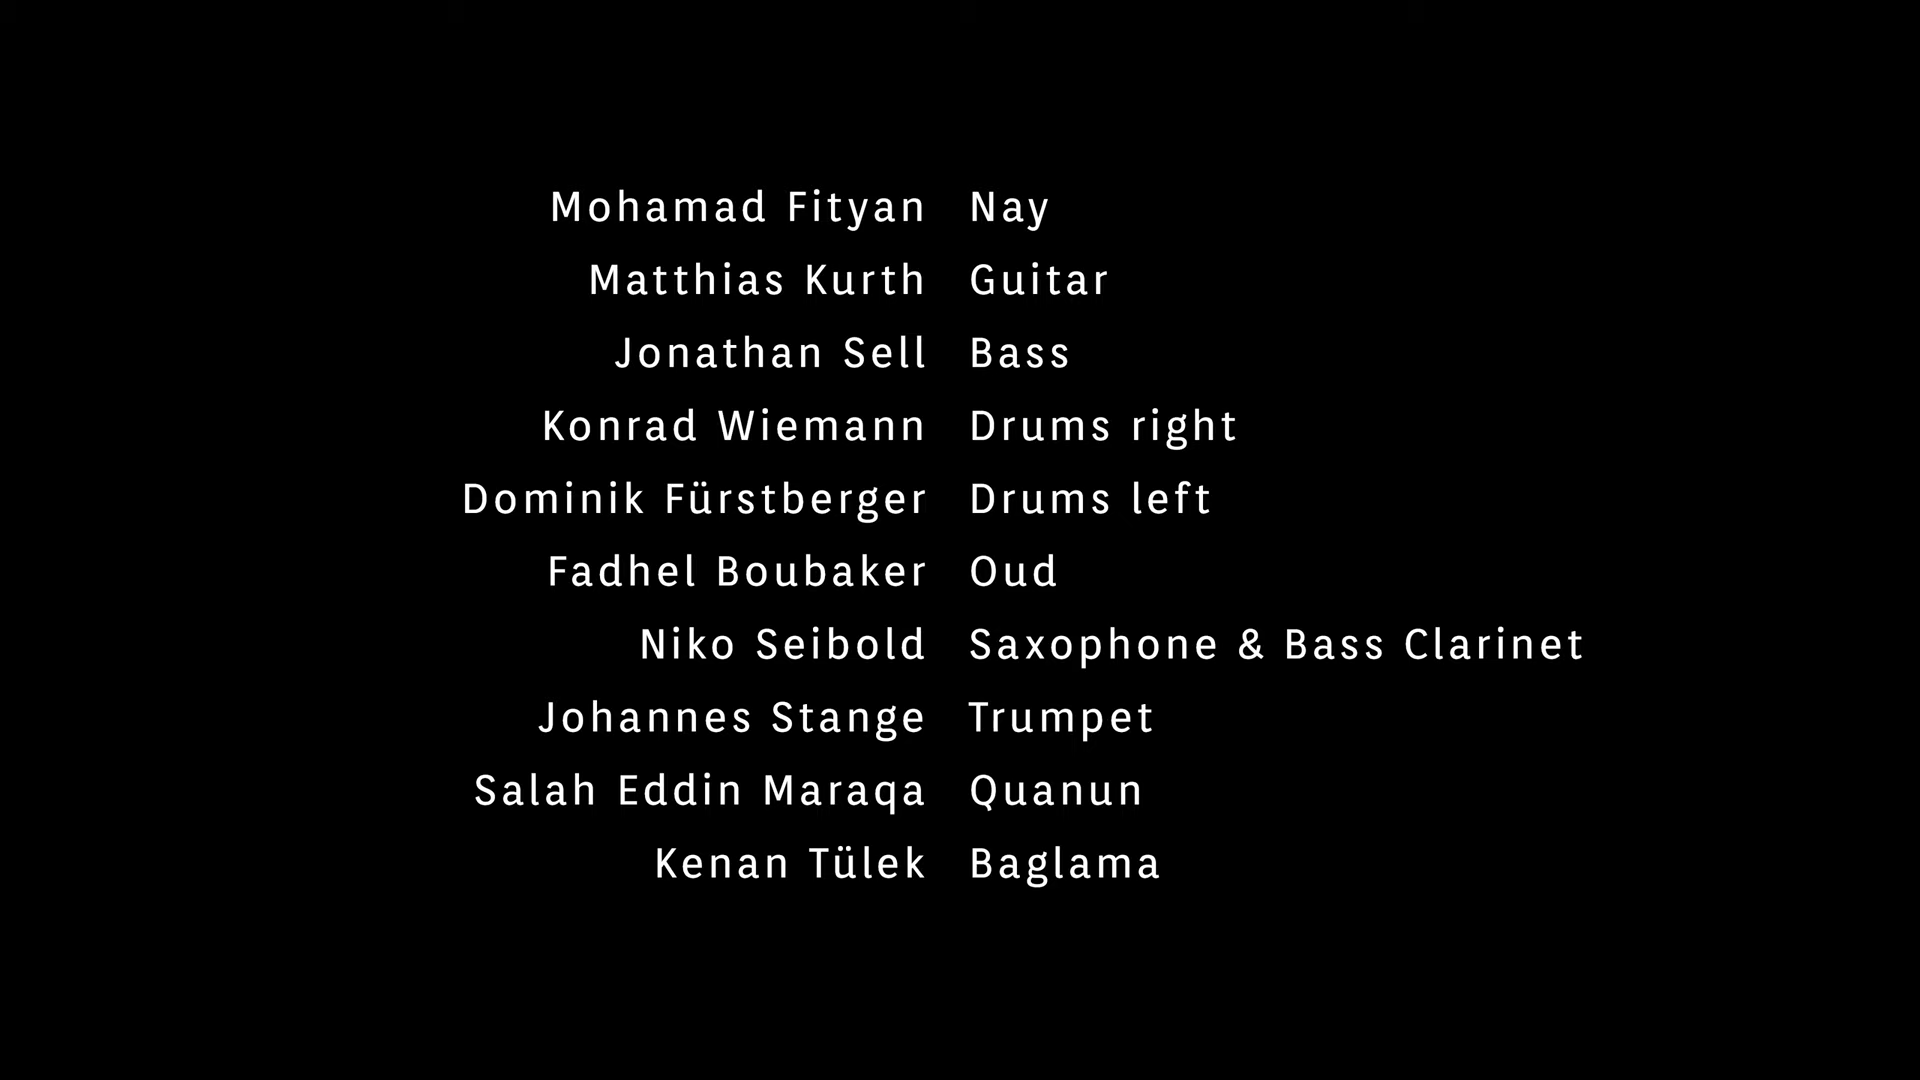 Mohamad Fityan Nay
Matthias Kurth Guitar
Jonathan Sell Bass
Konrad Wiemann Drums right
Dominik Fürstberger Drums left
Fadhel Boubaker Oud
Niko Seibold Saxophone & Bass Clarinet
Johannes Stange Trumpet
Salah Eddin Maraqa Quanun
Kenan Tülek Baglama